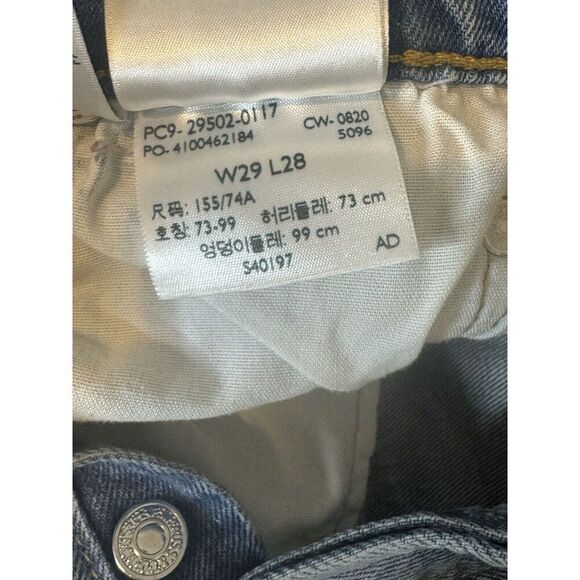 PC9- 29502-0117
PO- 4100462184 CW- 0820
5096
W29 L28
尺码: 155/74A
호칭: 73-99 허리둘레: 73 cm
엉덩이둘레: 99 cm
AD
S40197